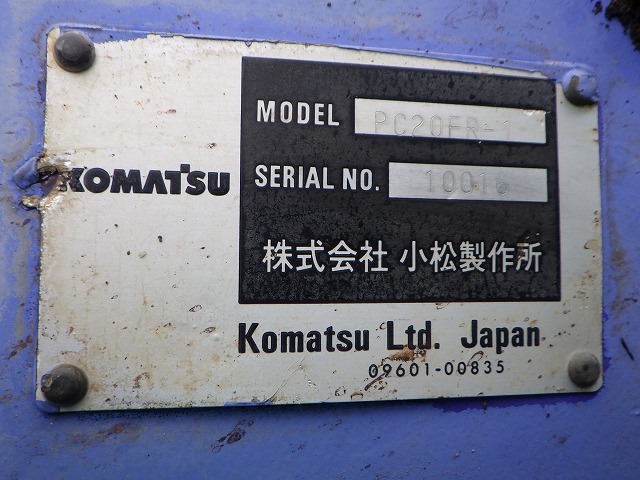 MODEL PC20FR-1
KOMATSU
SERIAL NO. 10016
株式会社 小松製作所
Komatsu Ltd. Japan
09601-00835